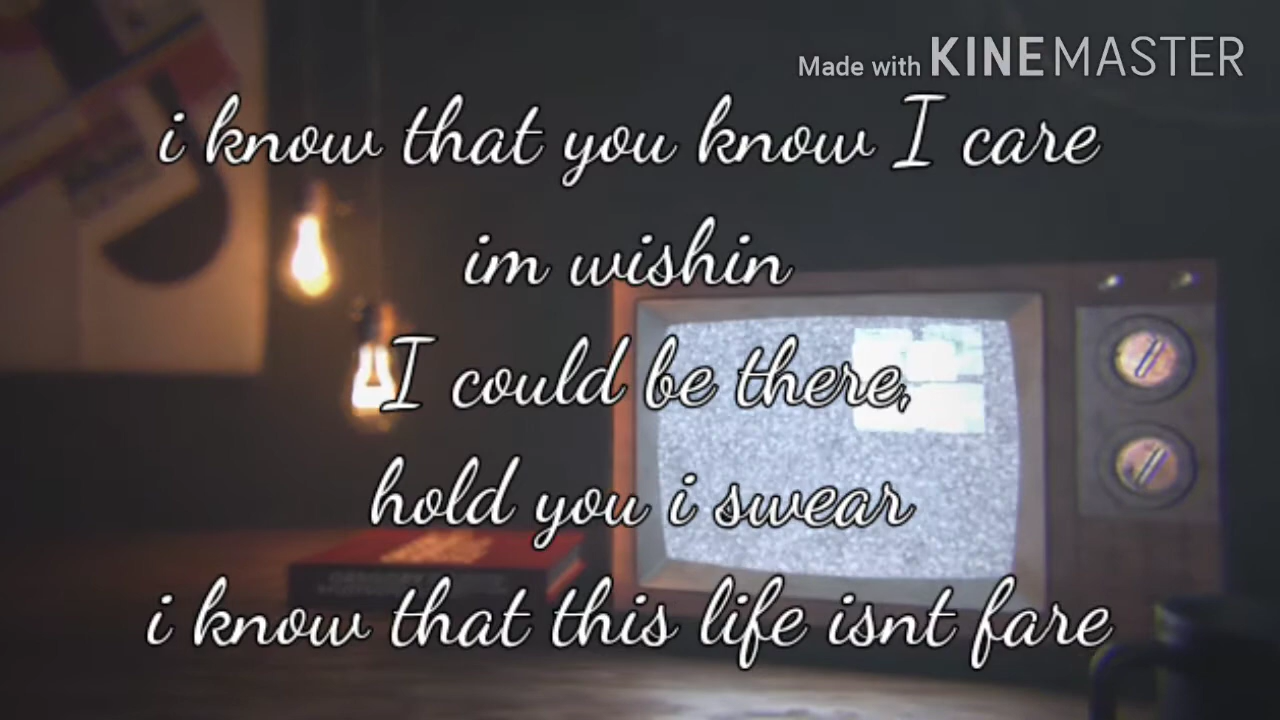 Made with KINEMASTER
i know that you know I care
im wishin
I could be there,
hold you i swear
i know that this life isnt fare